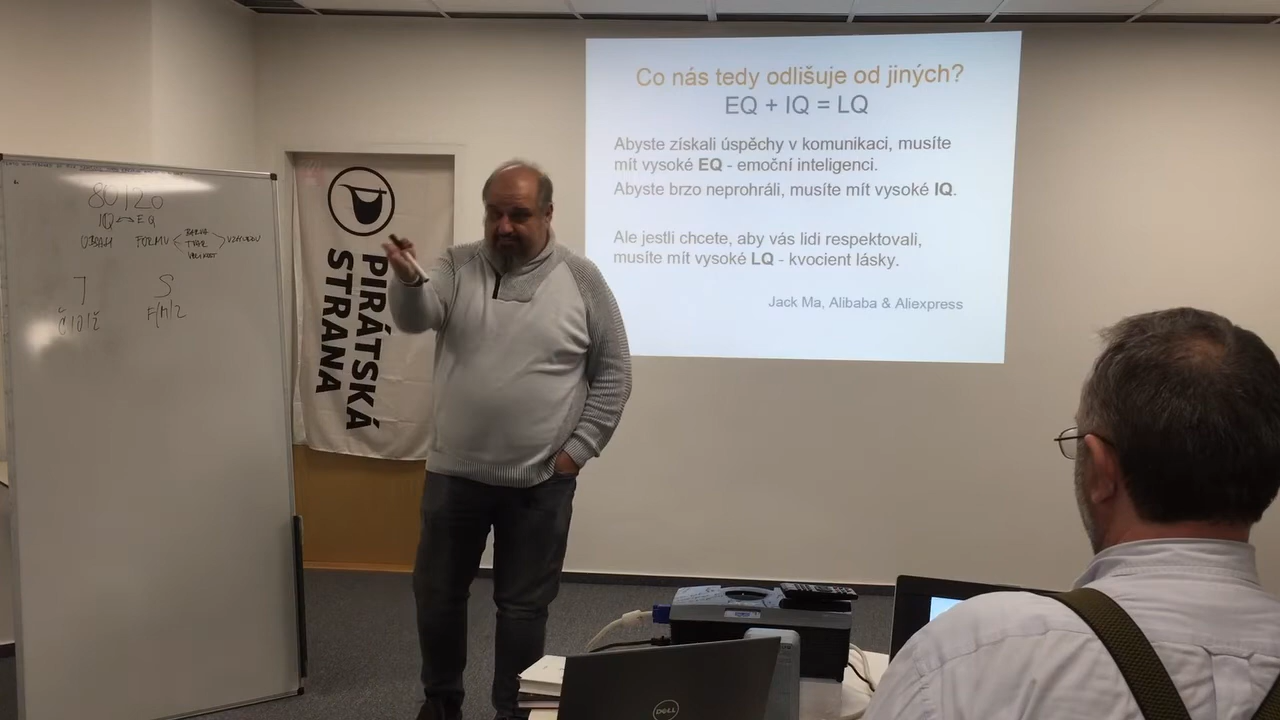 80/20
IQ EQ
OBSAH FORMU BARVA TVAR VELIKOST
T S
Č|O|Ž F|M|Z
PIRÁTSKÁ
STRANA
Co nás tedy odlišuje od jiných?
EQ + IQ = LQ
Abyste získali úspěchy v komunikaci, musíte
mít vysoké EQ - emoční inteligenci.
Abyste brzo neprohráli, musíte mít vysoké IQ.
Ale jestli chcete, aby vás lidi respektovali,
musíte mít vysoké LQ - kvocient lásky.
Jack Ma, Alibaba & Aliexpress
DELL